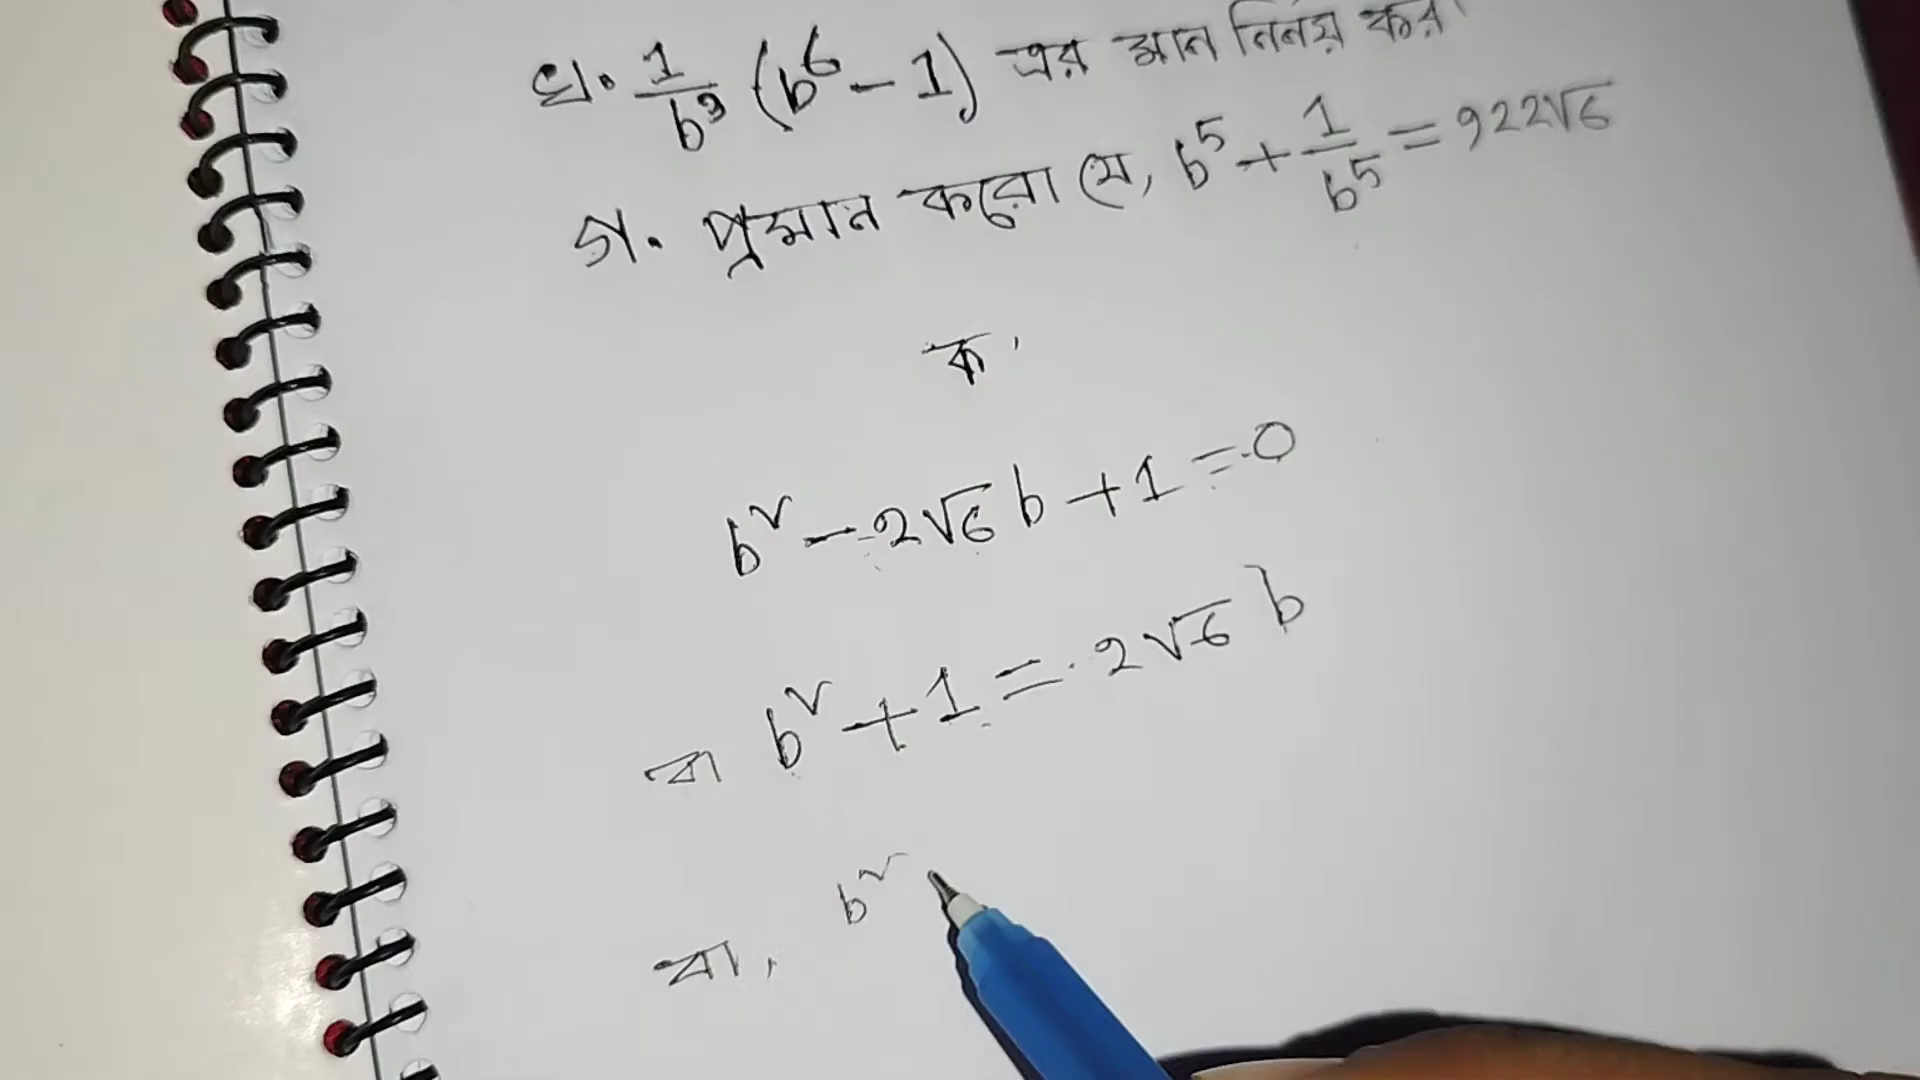 খ. 1/b³ (b⁶ - 1) এর মান নির্নয় কর।
গ. প্রমান করো যে, b⁵ + 1/b⁵ = 922√6
ক.
b² - 2√6 b + 1 = 0
বা b² + 1 = 2√6 b
বা, b²